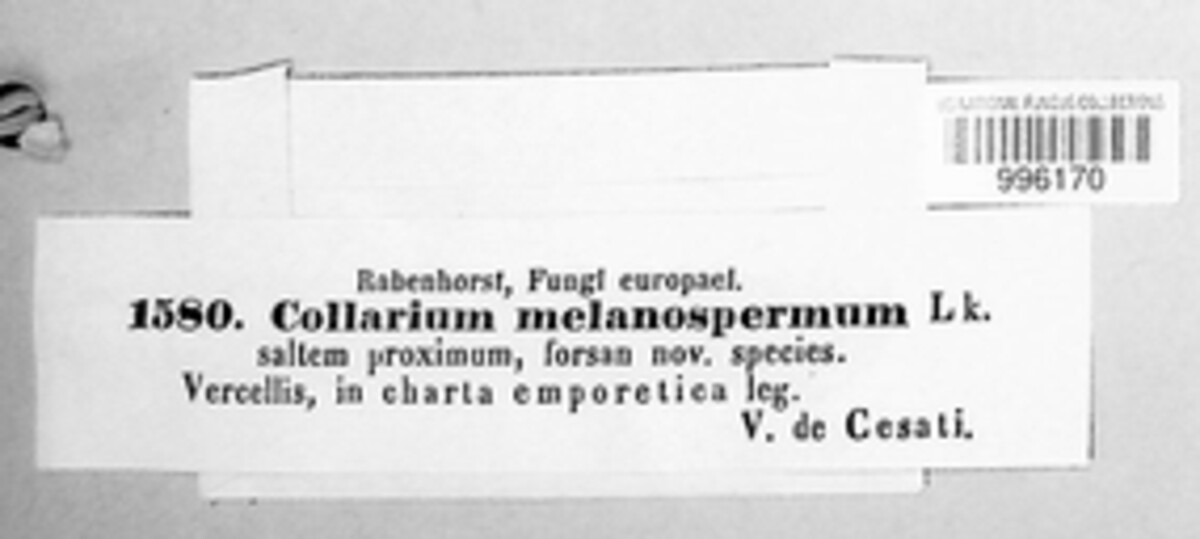 996170
Rabenhorst, Fungi europaei.
1580. Collarium melanospermum Lk.
saltem proximum, forsan nov. species.
Vercellis, in charta emporetica leg.
V. de Cesati.